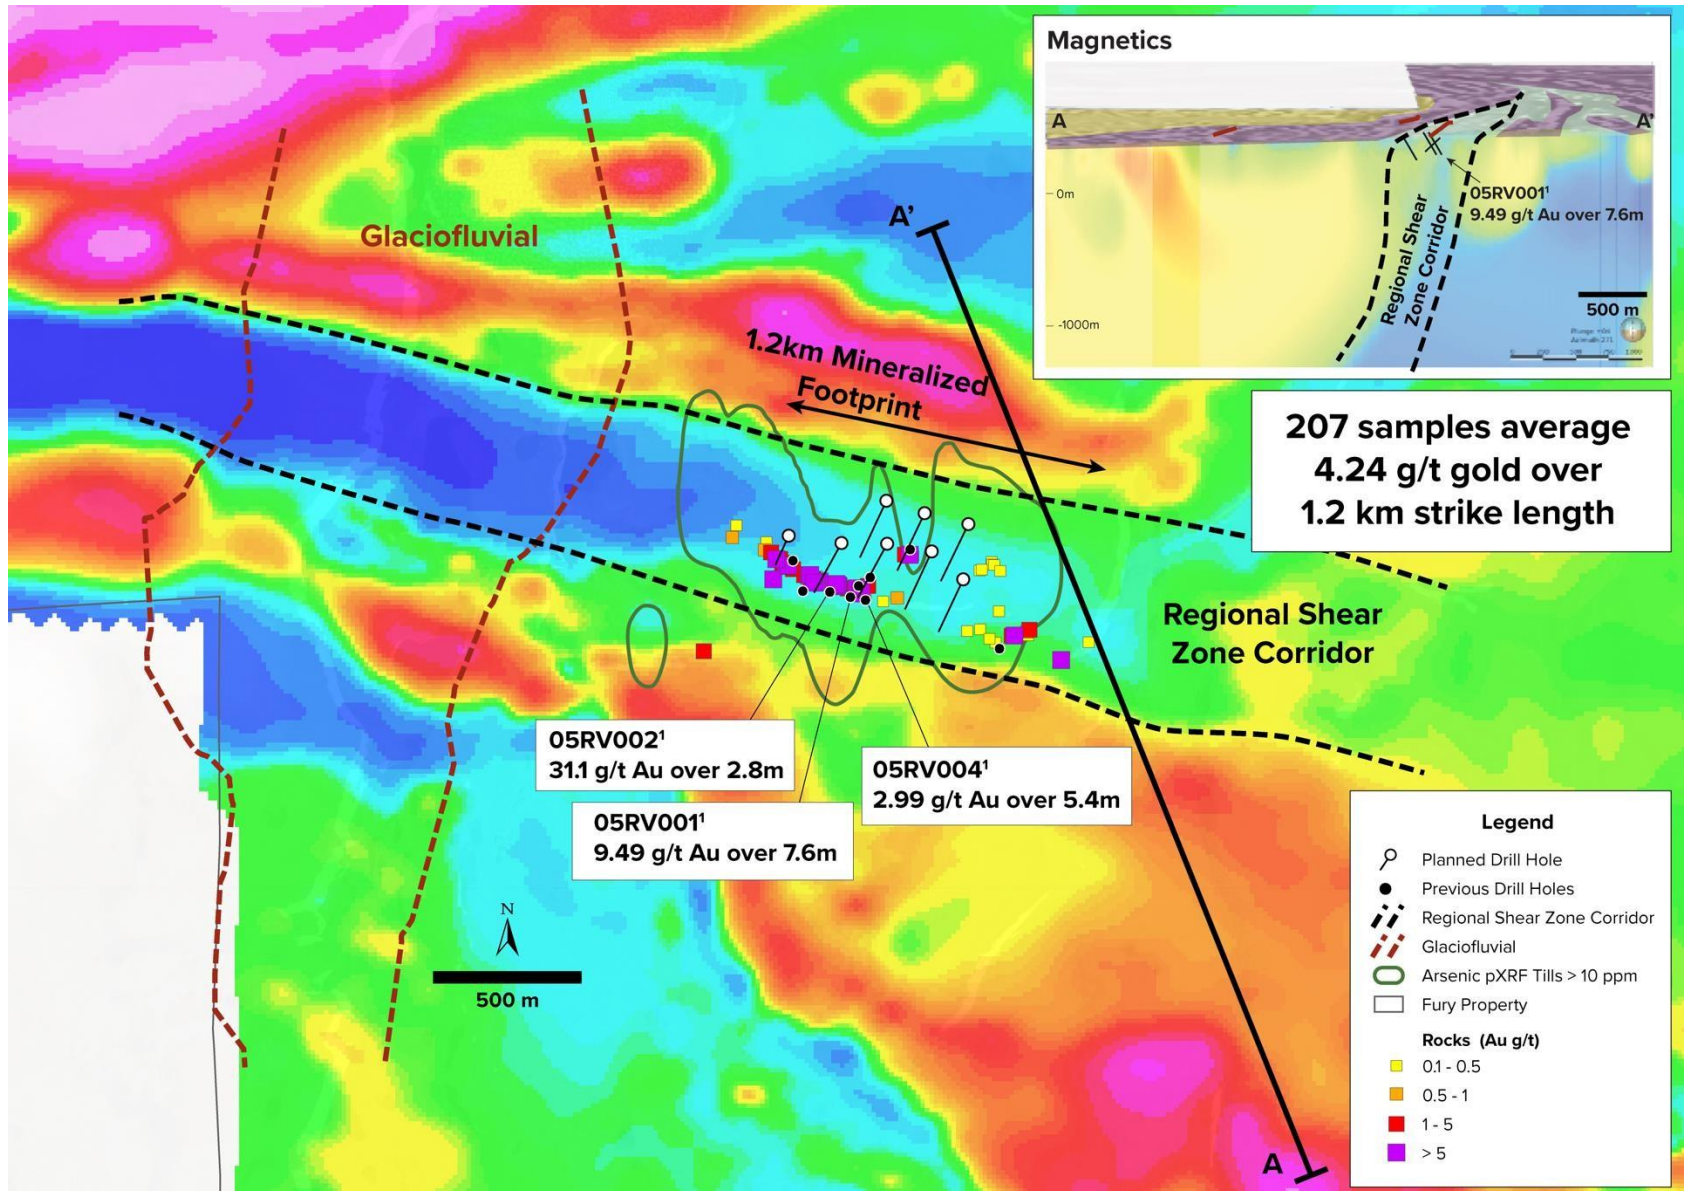 Magnetics
A
A'
0m
-1000m
Regional Shear
Zone Corridor
05RV001¹
9.49 g/t Au over 7.6m
500 m
A'
Glaciofluvial
1.2km Mineralized
Footprint
207 samples average
4.24 g/t gold over
1.2 km strike length
Regional Shear
Zone Corridor
05RV002¹
31.1 g/t Au over 2.8m
05RV004¹
2.99 g/t Au over 5.4m
05RV001¹
9.49 g/t Au over 7.6m
N
500 m
A
Legend
Planned Drill Hole
Previous Drill Holes
Regional Shear Zone Corridor
Glaciofluvial
Arsenic pXRF Tills > 10 ppm
Fury Property
Rocks (Au g/t)
0.1 - 0.5
0.5 - 1
1 - 5
> 5